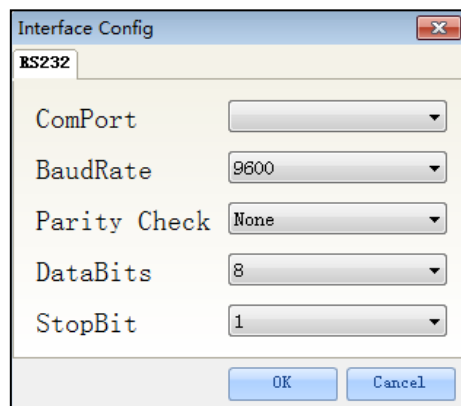 Interface Config
RS232
ComPort
BaudRate 9600
Parity Check None
DataBits 8
StopBit 1
OK Cancel